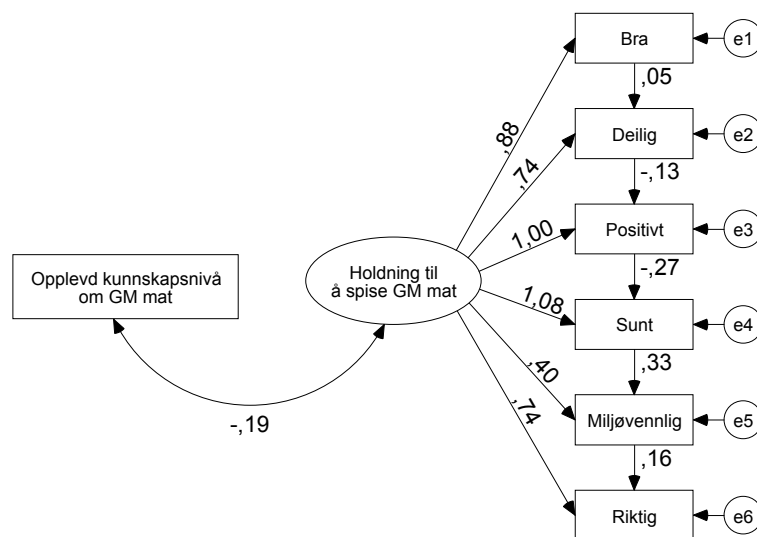 Bra
e1
,05
,88
Deilig
e2
,74
-,13
1,00
Positivt
e3
-,27
Opplevd kunnskapsnivå
om GM mat
Holdning til
å spise GM mat
1,08
Sunt
e4
,33
,40
-,19
,74
Miljøvennlig
e5
,16
Riktig
e6